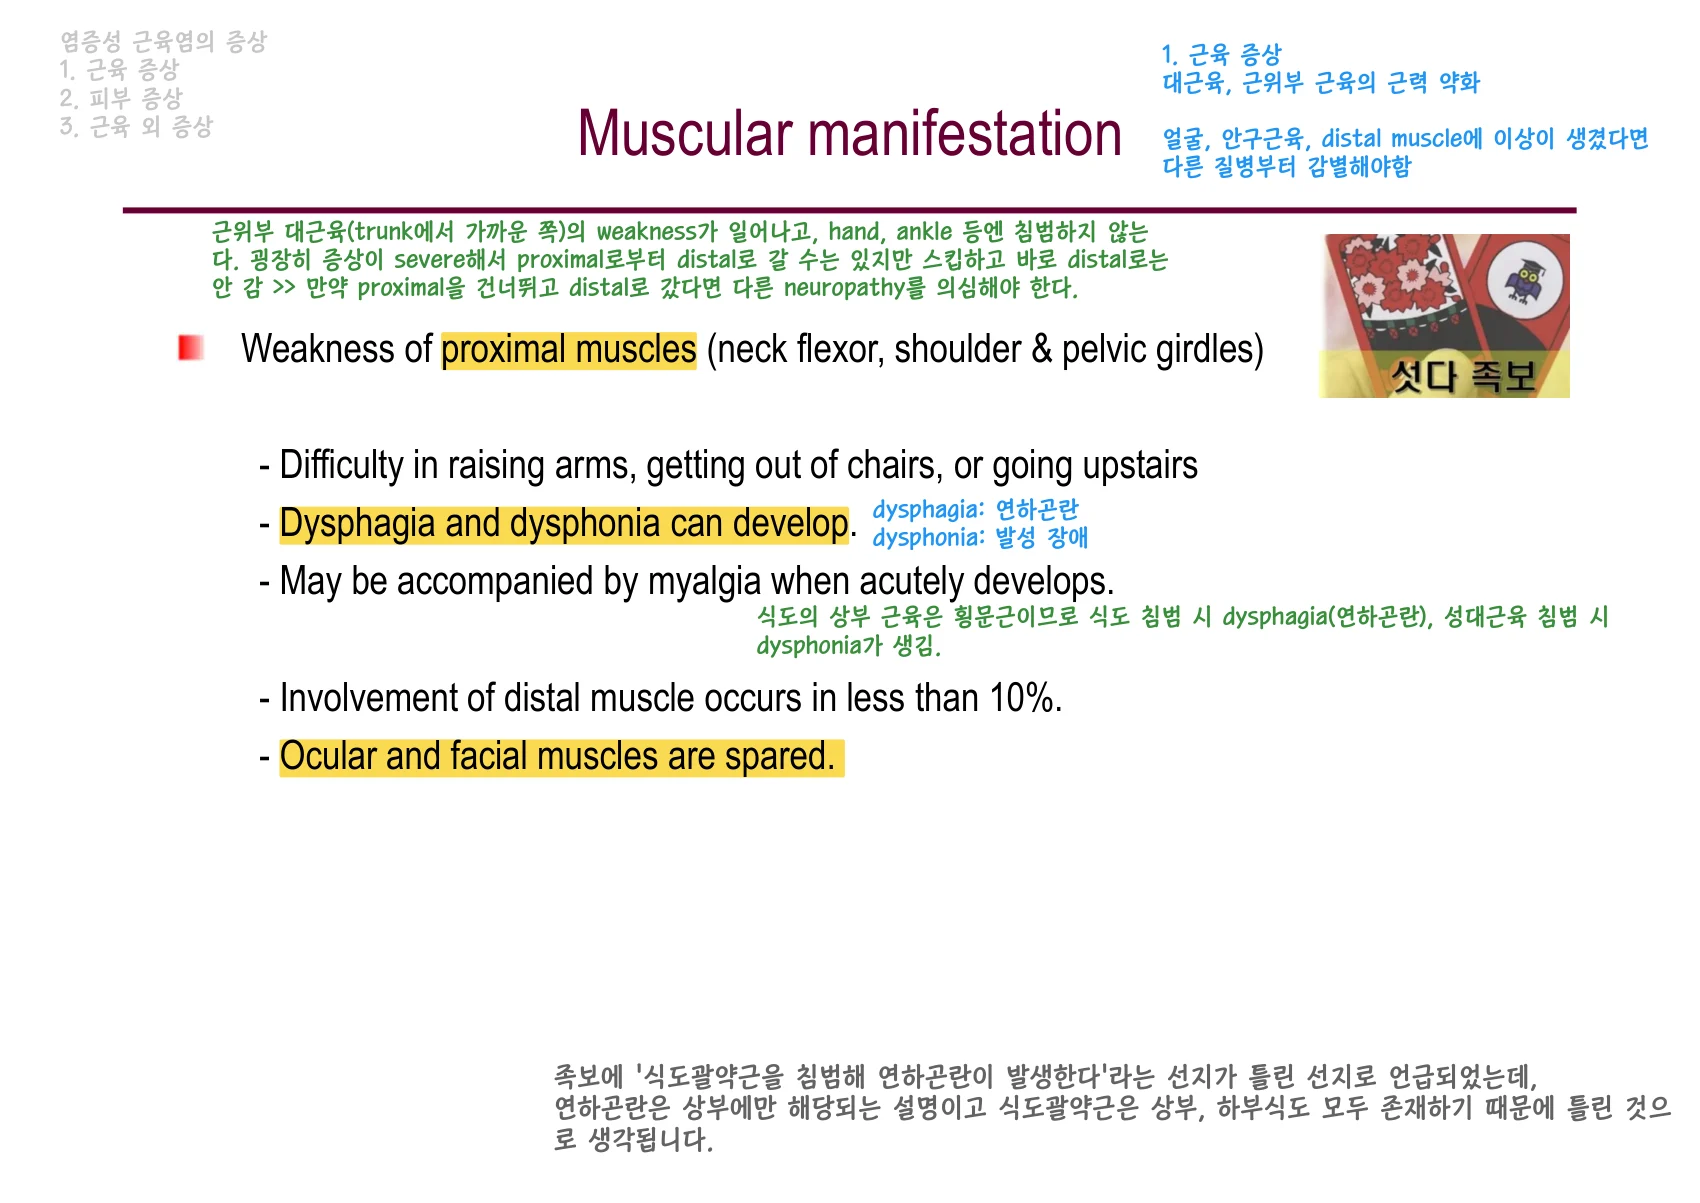 염증성 근육염의 증상
1. 근육 증상
2. 피부 증상
3. 근육 외 증상
1. 근육 증상
대근육, 근위부 근육의 근력 약화
얼굴, 안구근육, distal muscle에 이상이 생겼다면
다른 질병부터 감별해야함
Muscular manifestation
근위부 대근육(trunk에서 가까운 쪽)의 weakness가 일어나고, hand, ankle 등엔 침범하지 않는
다. 굉장히 증상이 severe해서 proximal로부터 distal로 갈 수는 있지만 스킵하고 바로 distal로는
안 감 >> 만약 proximal을 건너뛰고 distal로 갔다면 다른 neuropathy를 의심해야 한다.
Weakness of proximal muscles (neck flexor, shoulder & pelvic girdles)
섯다 족보
- Difficulty in raising arms, getting out of chairs, or going upstairs
- Dysphagia and dysphonia can develop.
dysphagia: 연하곤란
dysphonia: 발성 장애
- May be accompanied by myalgia when acutely develops.
식도의 상부 근육은 횡문근이므로 식도 침범 시 dysphagia(연하곤란), 성대근육 침범 시
dysphonia가 생김.
- Involvement of distal muscle occurs in less than 10%.
- Ocular and facial muscles are spared.
족보에 '식도괄약근을 침범해 연하곤란이 발생한다'라는 선지가 틀린 선지로 언급되었는데,
연하곤란은 상부에만 해당되는 설명이고 식도괄약근은 상부, 하부식도 모두 존재하기 때문에 틀린 것으
로 생각됩니다.